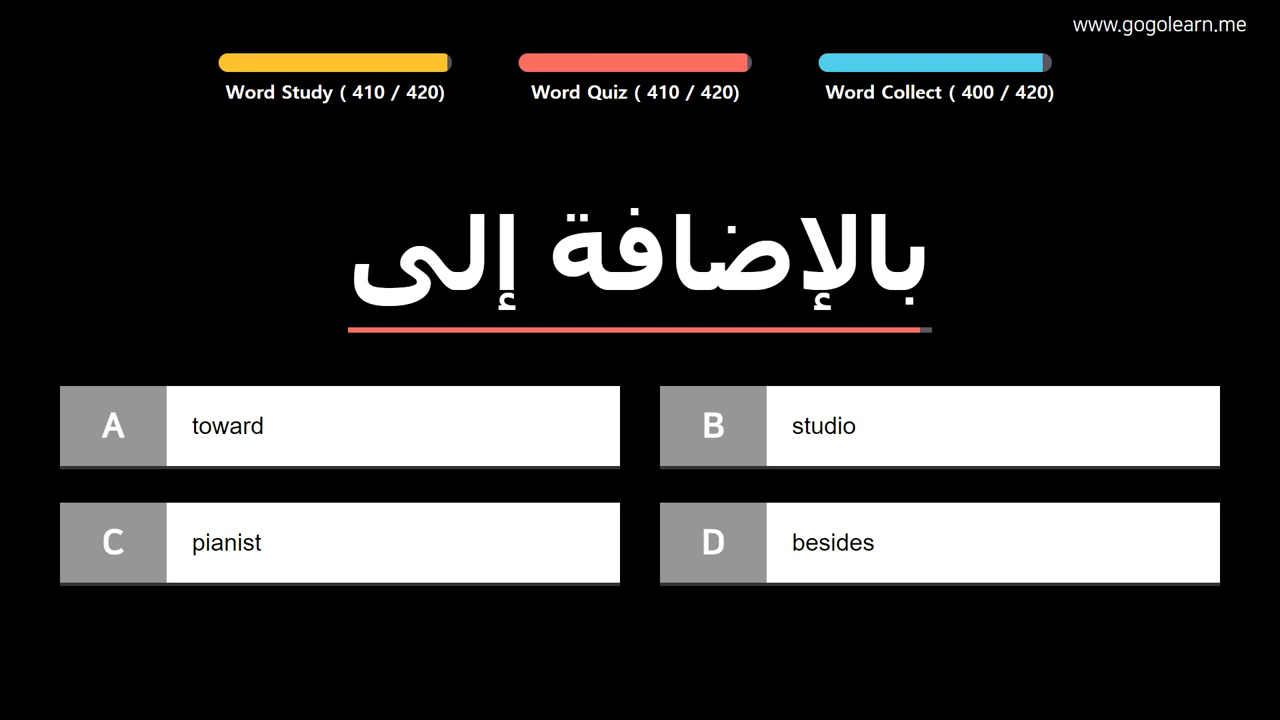 www.gogolearn.me
Word Study ( 410 / 420)
Word Quiz ( 410 / 420)
Word Collect ( 400 / 420)
بالإضافة إلى
A toward
B studio
C pianist
D besides